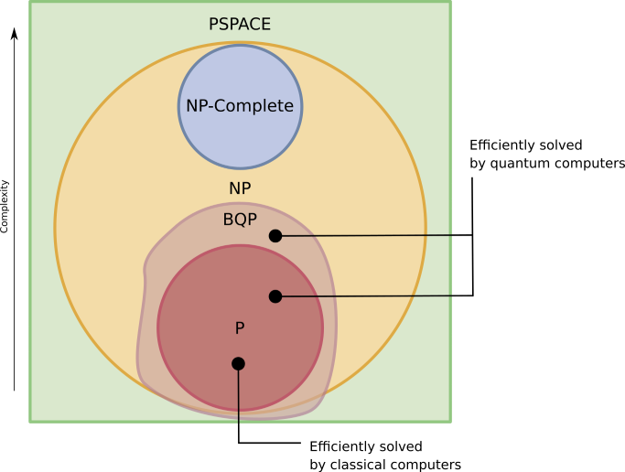 PSPACE
NP-Complete
Complexity
Efficiently solved
by quantum computers
NP
BQP
P
Efficiently solved
by classical computers